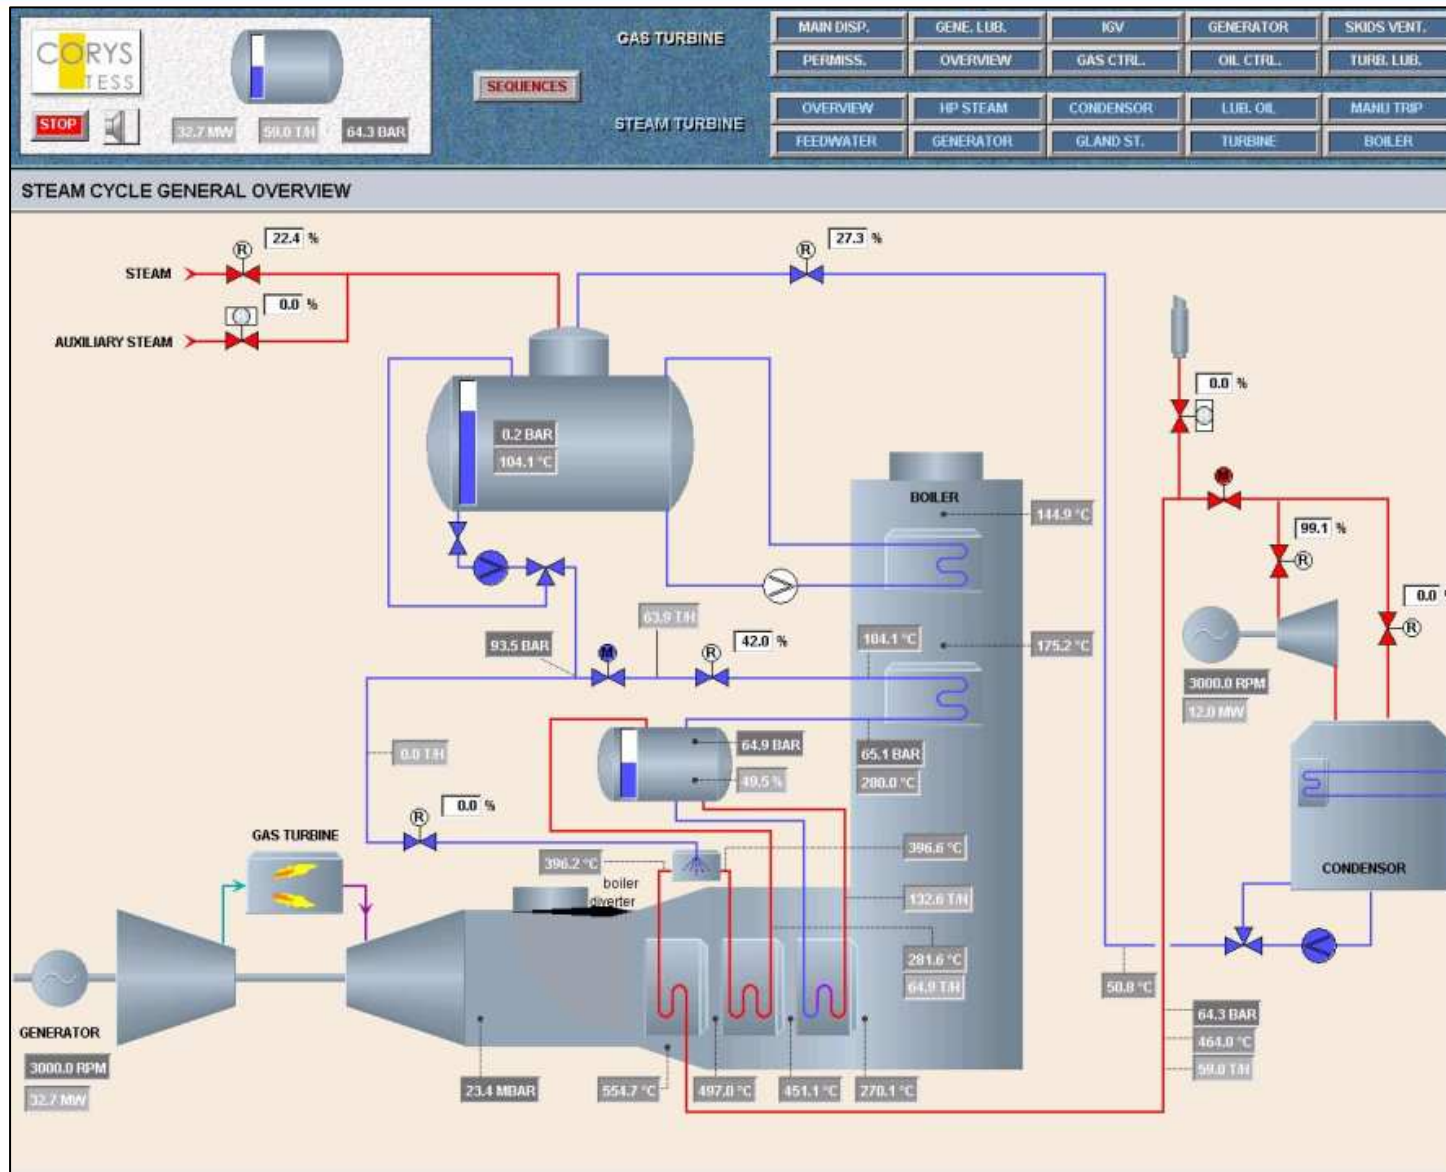 CORYS
TESS
STOP
32.7 MW
59.0 T/H
64.3 BAR
SEQUENCES
GAS TURBINE
MAIN DISP.
GENE. LUB.
IGV
GENERATOR
SKIDS VENT.
PERMISS.
OVERVIEW
GAS CTRL.
OIL CTRL.
TURB. LUB.
STEAM TURBINE
OVERVIEW
HP STEAM
CONDENSOR
LUB. OIL
MANU TRIP
FEEDWATER
GENERATOR
GLAND ST.
TURBINE
BOILER
STEAM CYCLE GENERAL OVERVIEW
22.4 %
R
STEAM
0.0 %
AUXILIARY STEAM
27.3 %
R
0.2 BAR
104.1 °C
BOILER
144.9 °C
0.0 %
M
99.1 %
R
0.0 %
R
63.9 T/H
93.5 BAR
M
R
42.0 %
104.1 °C
175.2 °C
3000.0 RPM
12.0 MW
0.0 T/H
64.9 BAR
49.5 %
65.1 BAR
280.0 °C
0.0 %
R
GAS TURBINE
396.2 °C
396.6 °C
boiler
diverter
132.6 T/H
CONDENSOR
281.6 °C
64.9 T/H
50.8 °C
GENERATOR
3000.0 RPM
32.7 MW
23.4 MBAR
554.7 °C
497.0 °C
451.1 °C
270.1 °C
64.3 BAR
464.0 °C
59.0 T/H